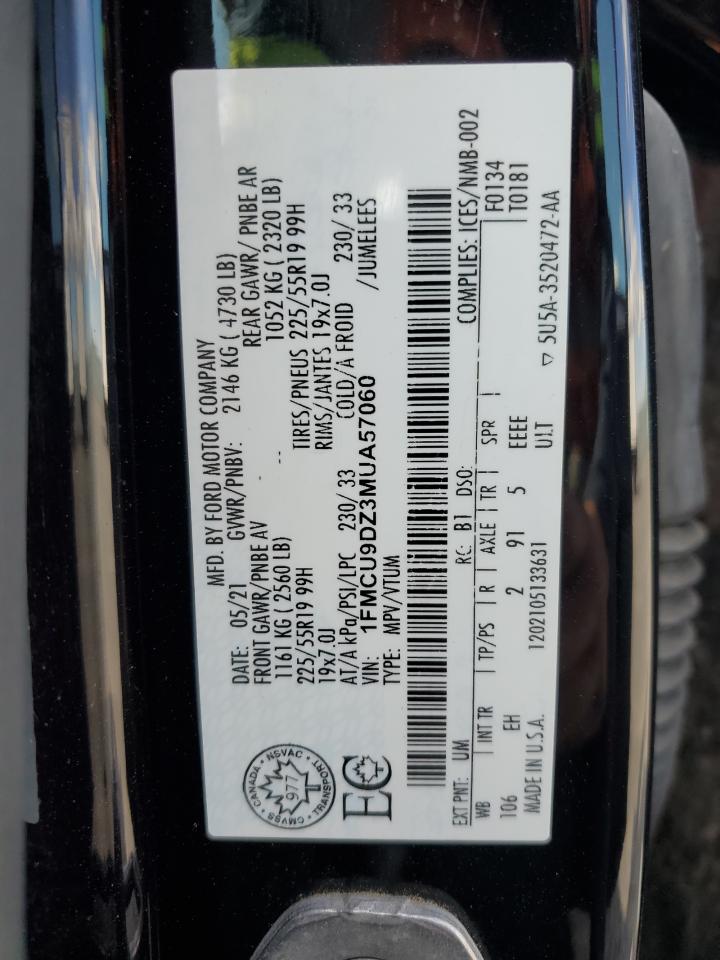 MFD. BY FORD MOTOR COMPANY
DATE: 05/21 GVWR/PNBV: 2146 KG ( 4730 LB)
FRONT GAWR/PNBE AV REAR GAWR/ PNBE AR
1161 KG ( 2560 LB) 1052 KG ( 2320 LB)
225/55R19 99H TIRES/PNEUS 225/55R19 99H
19x7.0J RIMS/JANTES 19x7.0J
AT/A kPa/PSI/LPC 230/ 33 COLD/A FROID 230/ 33
VIN: 1FMCU9DZ3MUA57060 /JUMELEES
TYPE: MPV/VTUM
CANADA • NSVAC • TRANSPORT • CMVSS •
977
EC
EXT PNT: UM RC: B1 DSO: COMPLIES: ICES/NMB-002
WB INT TR TP/PS R AXLE TR SPR F0134
106 EH 2 91 5 EEEE T0181
MADE IN U.S.A. 1202105133631 U1T ▽ 5U5A-3520472-AA